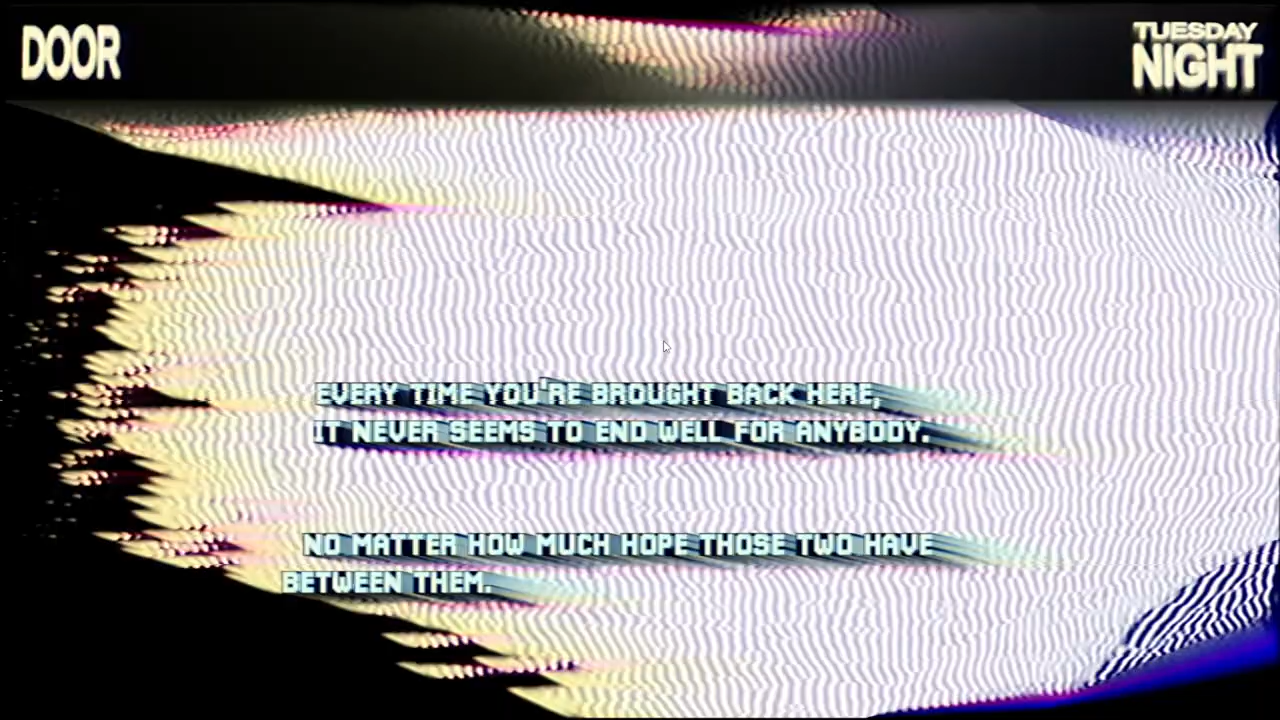 DOOR
TUESDAY
NIGHT
EVERY TIME YOU'RE BROUGHT BACK HERE,
IT NEVER SEEMS TO END WELL FOR ANYBODY.
NO MATTER HOW MUCH HOPE THOSE TWO HAVE
BETWEEN THEM.